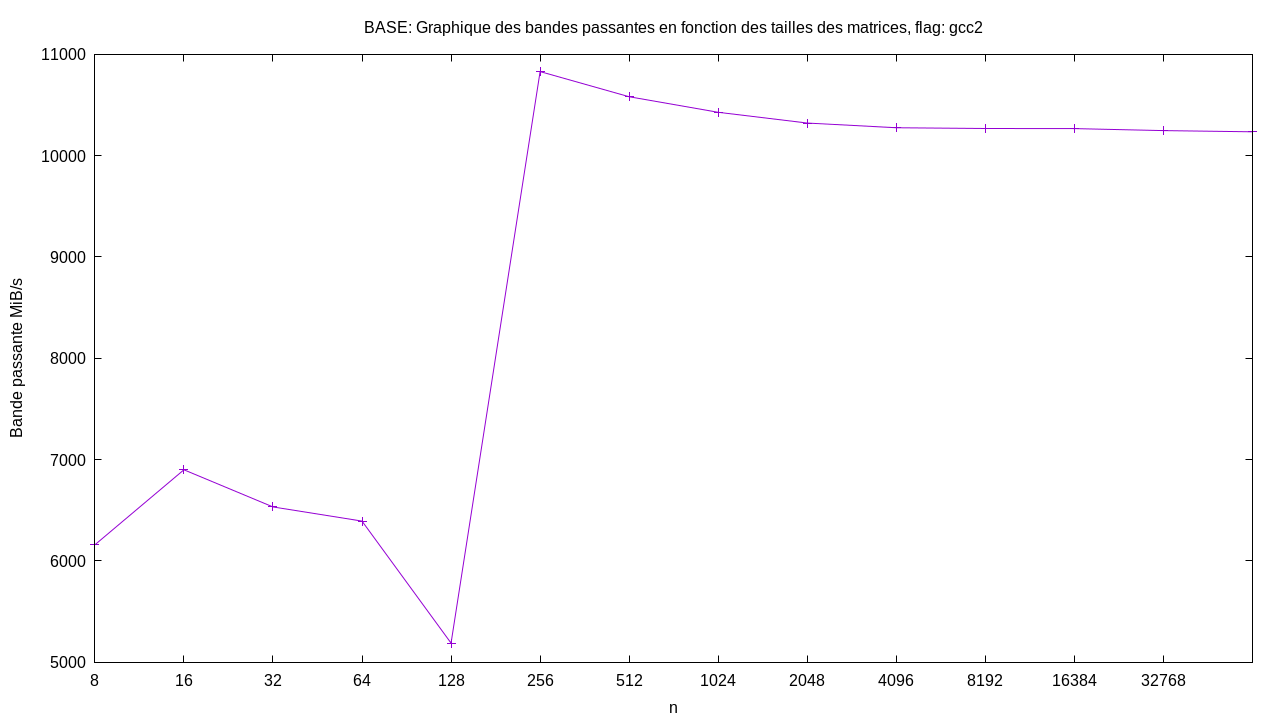 BASE: Graphique des bandes passantes en fonction des tailles des matrices, flag: gcc2
11000
10000
9000
8000
7000
6000
5000
Bande passante MiB/s
8 16 32 64 128 256 512 1024 2048 4096 8192 16384 32768
n